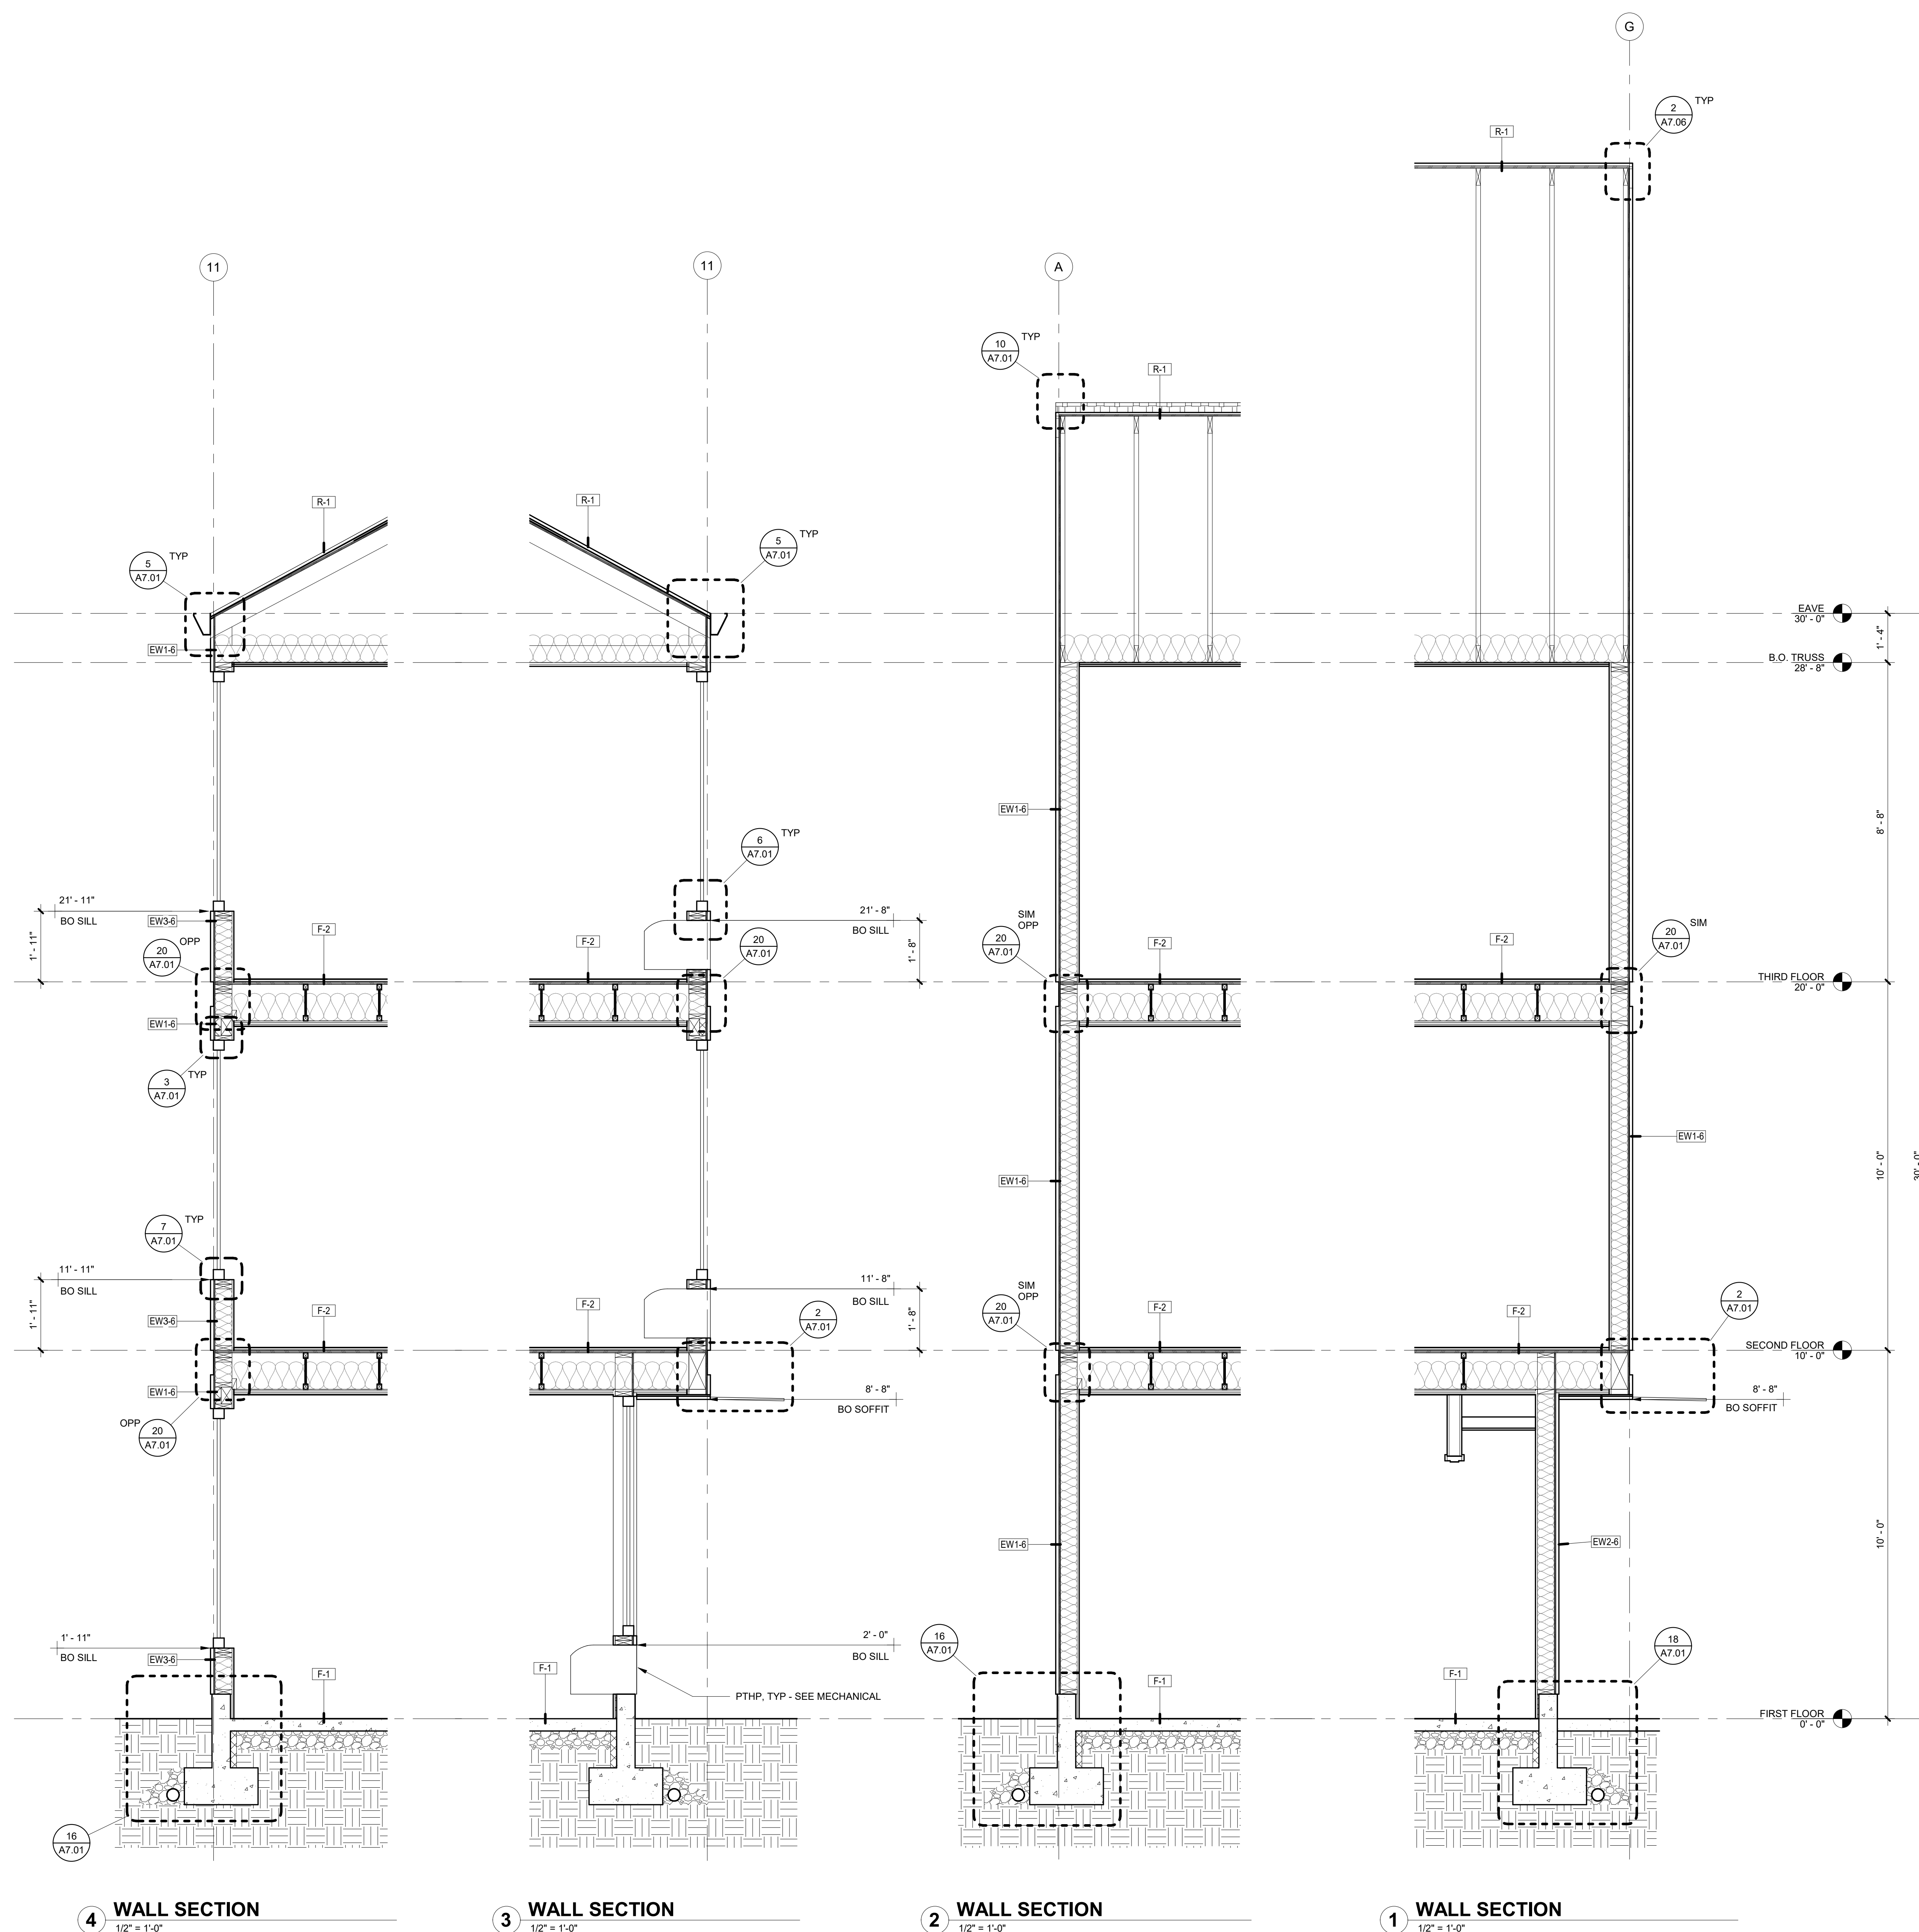 G
2
A7.06
TYP
R-1
11
11
A
10
A7.01
TYP
R-1
R-1
R-1
5
A7.01
TYP
5
A7.01
TYP
EAVE
30' - 0"
1' - 4"
EW1-6
B.O. TRUSS
28' - 8"
EW1-6
8' - 8"
6
A7.01
TYP
21' - 11"
BO SILL
EW3-6
1' - 11"
21' - 8"
BO SILL
1' - 8"
20
A7.01
OPP
F-2
F-2
20
A7.01
SIM
OPP
20
A7.01
F-2
F-2
20
A7.01
SIM
THIRD FLOOR
20' - 0"
EW1-6
3
A7.01
TYP
EW1-6
EW1-6
10' - 0"
30' - 0"
7
A7.01
TYP
11' - 11"
BO SILL
1' - 11"
EW3-6
11' - 8"
BO SILL
1' - 8"
F-2
F-2
2
A7.01
SIM
OPP
20
A7.01
F-2
F-2
2
A7.01
SECOND FLOOR
10' - 0"
EW1-6
OPP
20
A7.01
8' - 8"
BO SOFFIT
8' - 8"
BO SOFFIT
EW1-6
EW2-6
10' - 0"
1' - 11"
BO SILL
EW3-6
2' - 0"
BO SILL
16
A7.01
18
A7.01
F-1
F-1
F-1
F-1
PTHP, TYP - SEE MECHANICAL
FIRST FLOOR
0' - 0"
16
A7.01
4 WALL SECTION
1/2" = 1'-0"
3 WALL SECTION
1/2" = 1'-0"
2 WALL SECTION
1/2" = 1'-0"
1 WALL SECTION
1/2" = 1'-0"